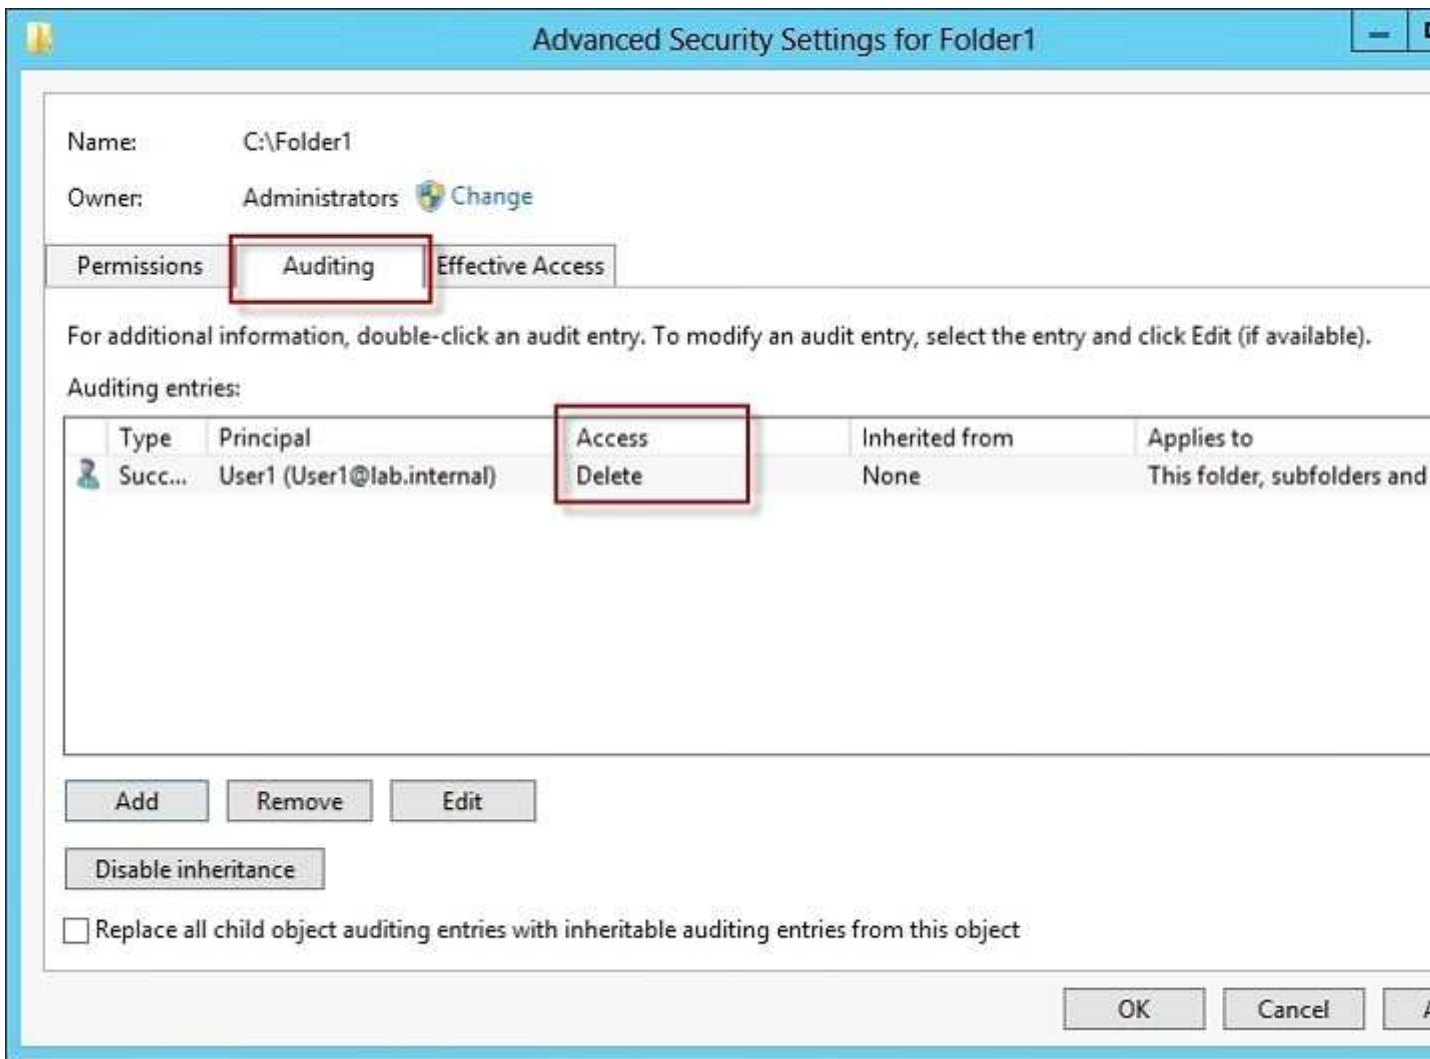 Advanced Security Settings for Folder1
Name: C:\Folder1
Owner: Administrators Change
Permissions Auditing Effective Access
For additional information, double-click an audit entry. To modify an audit entry, select the entry and click Edit (if available).
Auditing entries:
Type Principal Access Inherited from Applies to
Succ... User1 (User1@lab.internal) Delete None This folder, subfolders and
Add Remove Edit
Disable inheritance
Replace all child object auditing entries with inheritable auditing entries from this object
OK Cancel